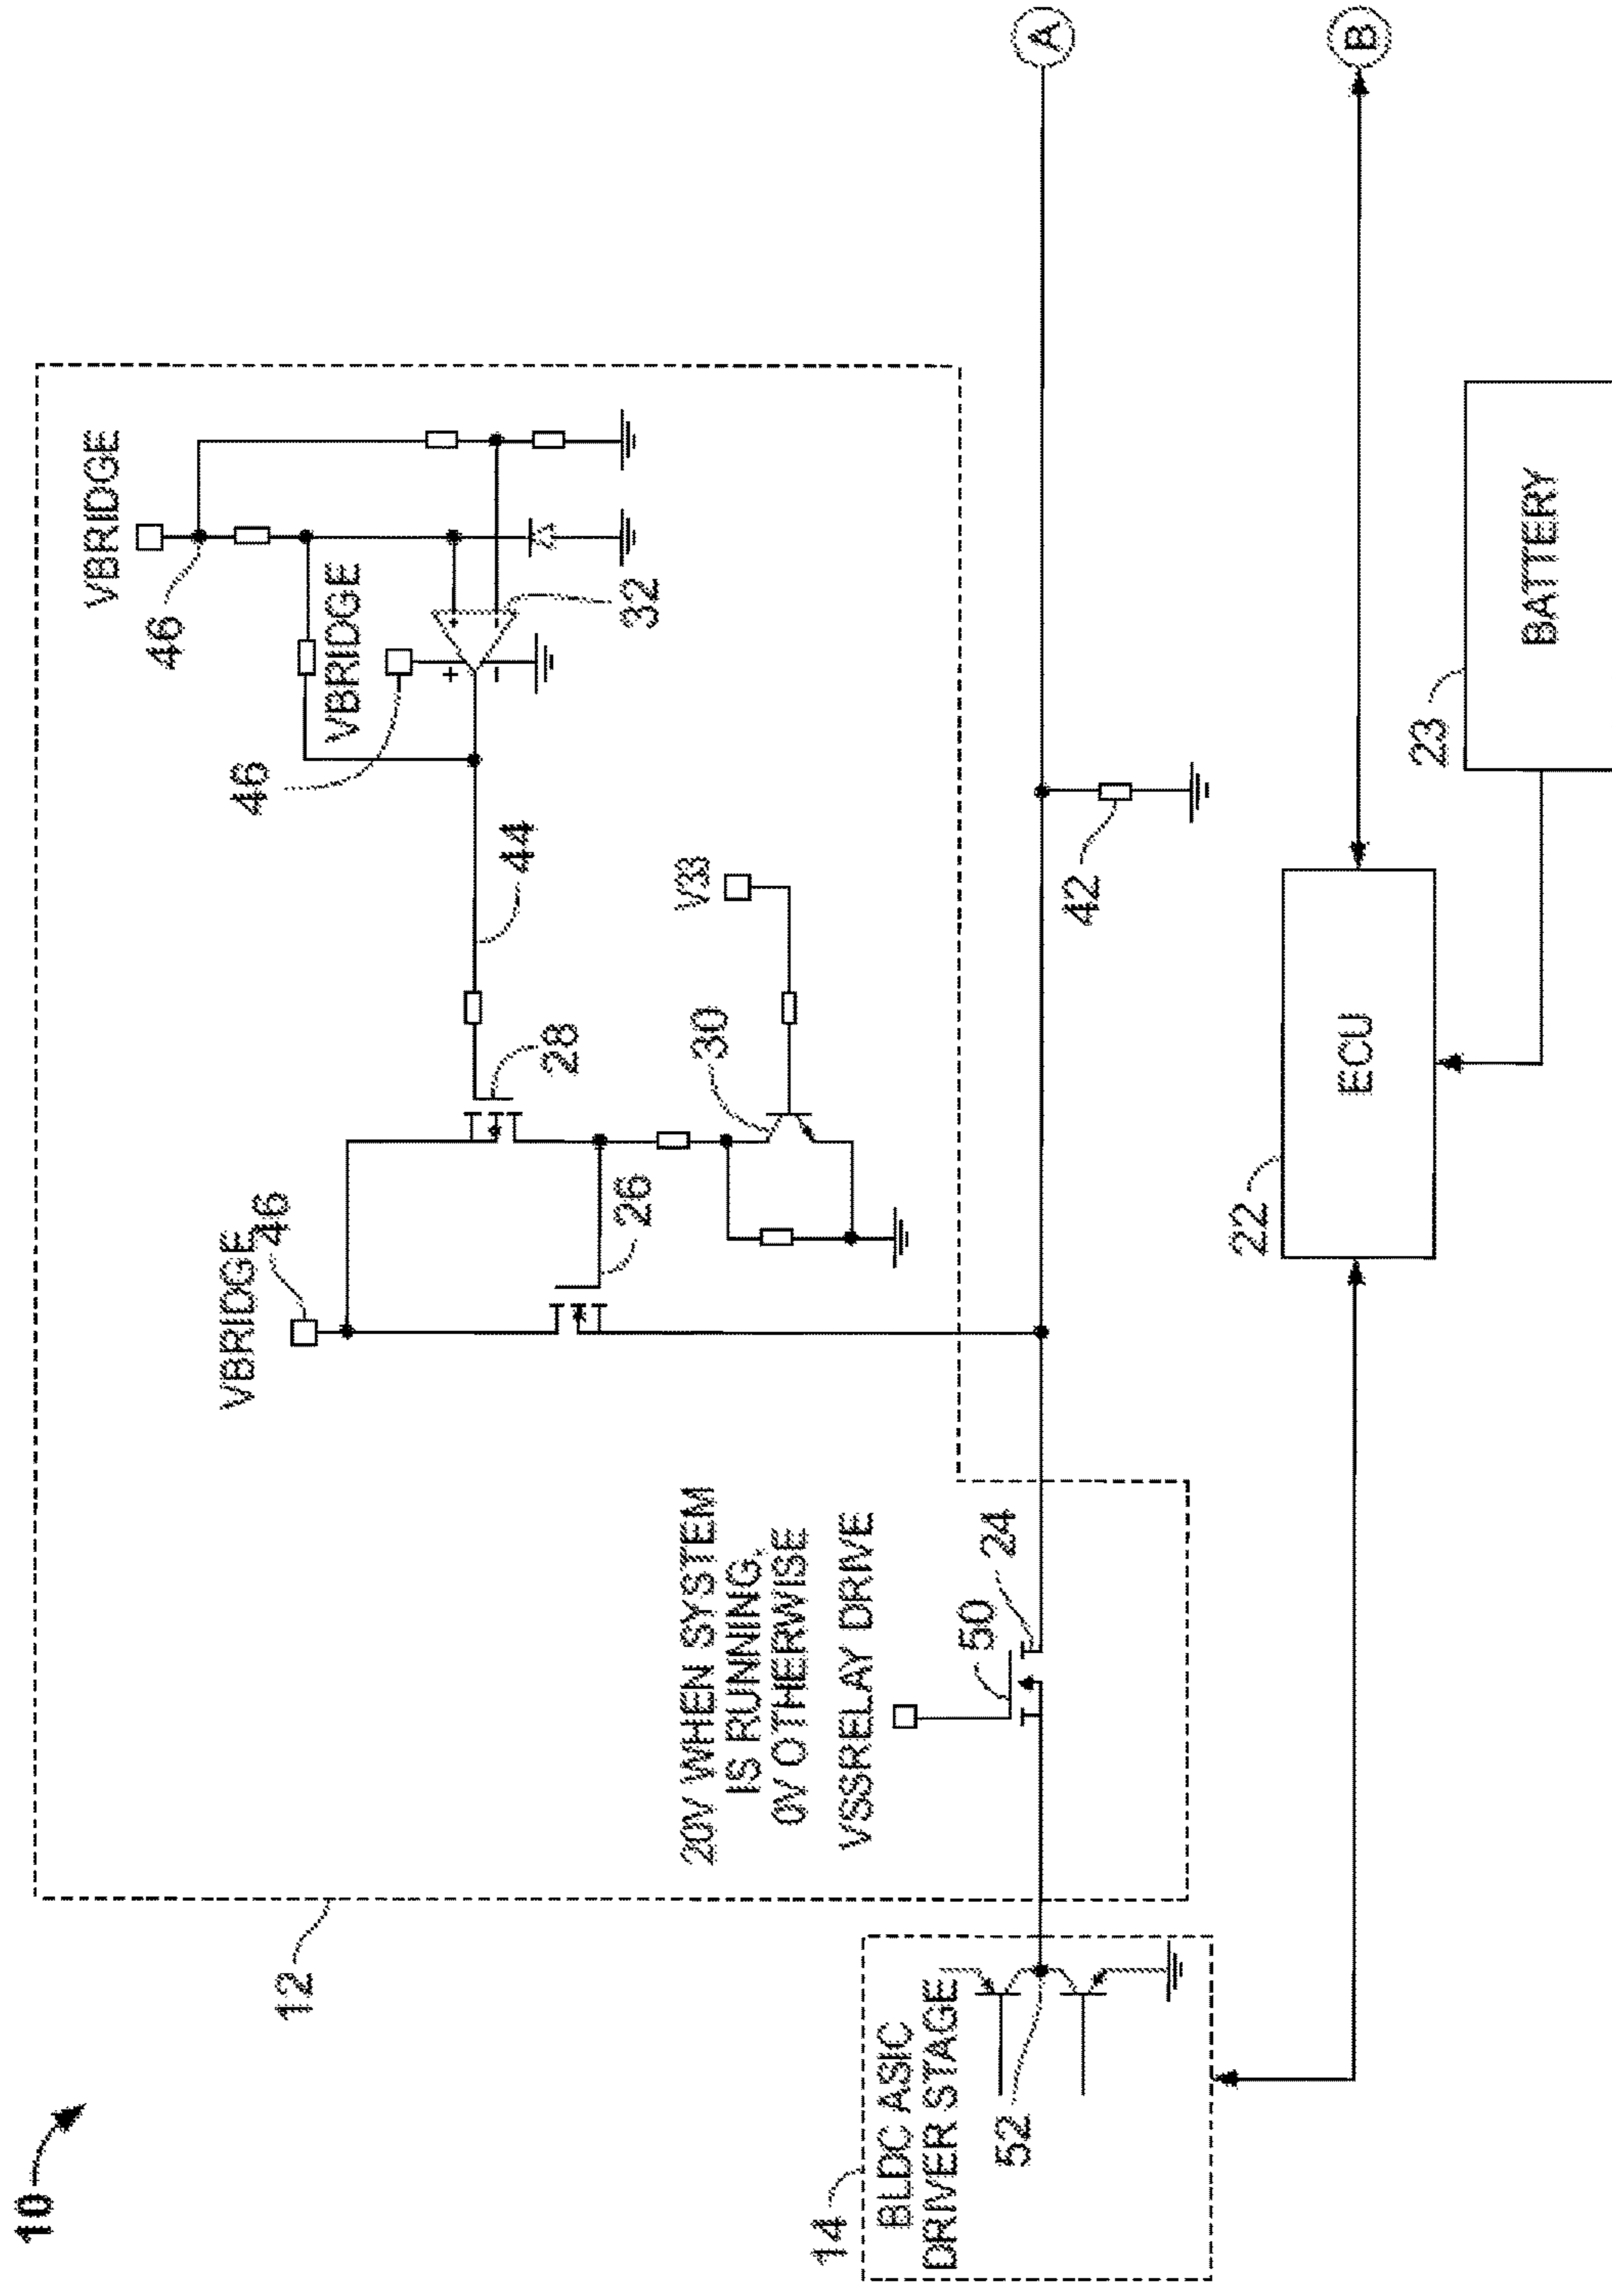 10
12
VBRIDGE
46
VBRIDGE
46
VBRIDGE
46
+
-
+
-
32
44
28
26
30
V33
20V WHEN SYSTEM
IS RUNNING,
0V OTHERWISE
VSSRELAY DRIVE
50
24
A
42
14
BLDC ASIC
DRIVER STAGE
52
B
22
ECU
23
BATTERY